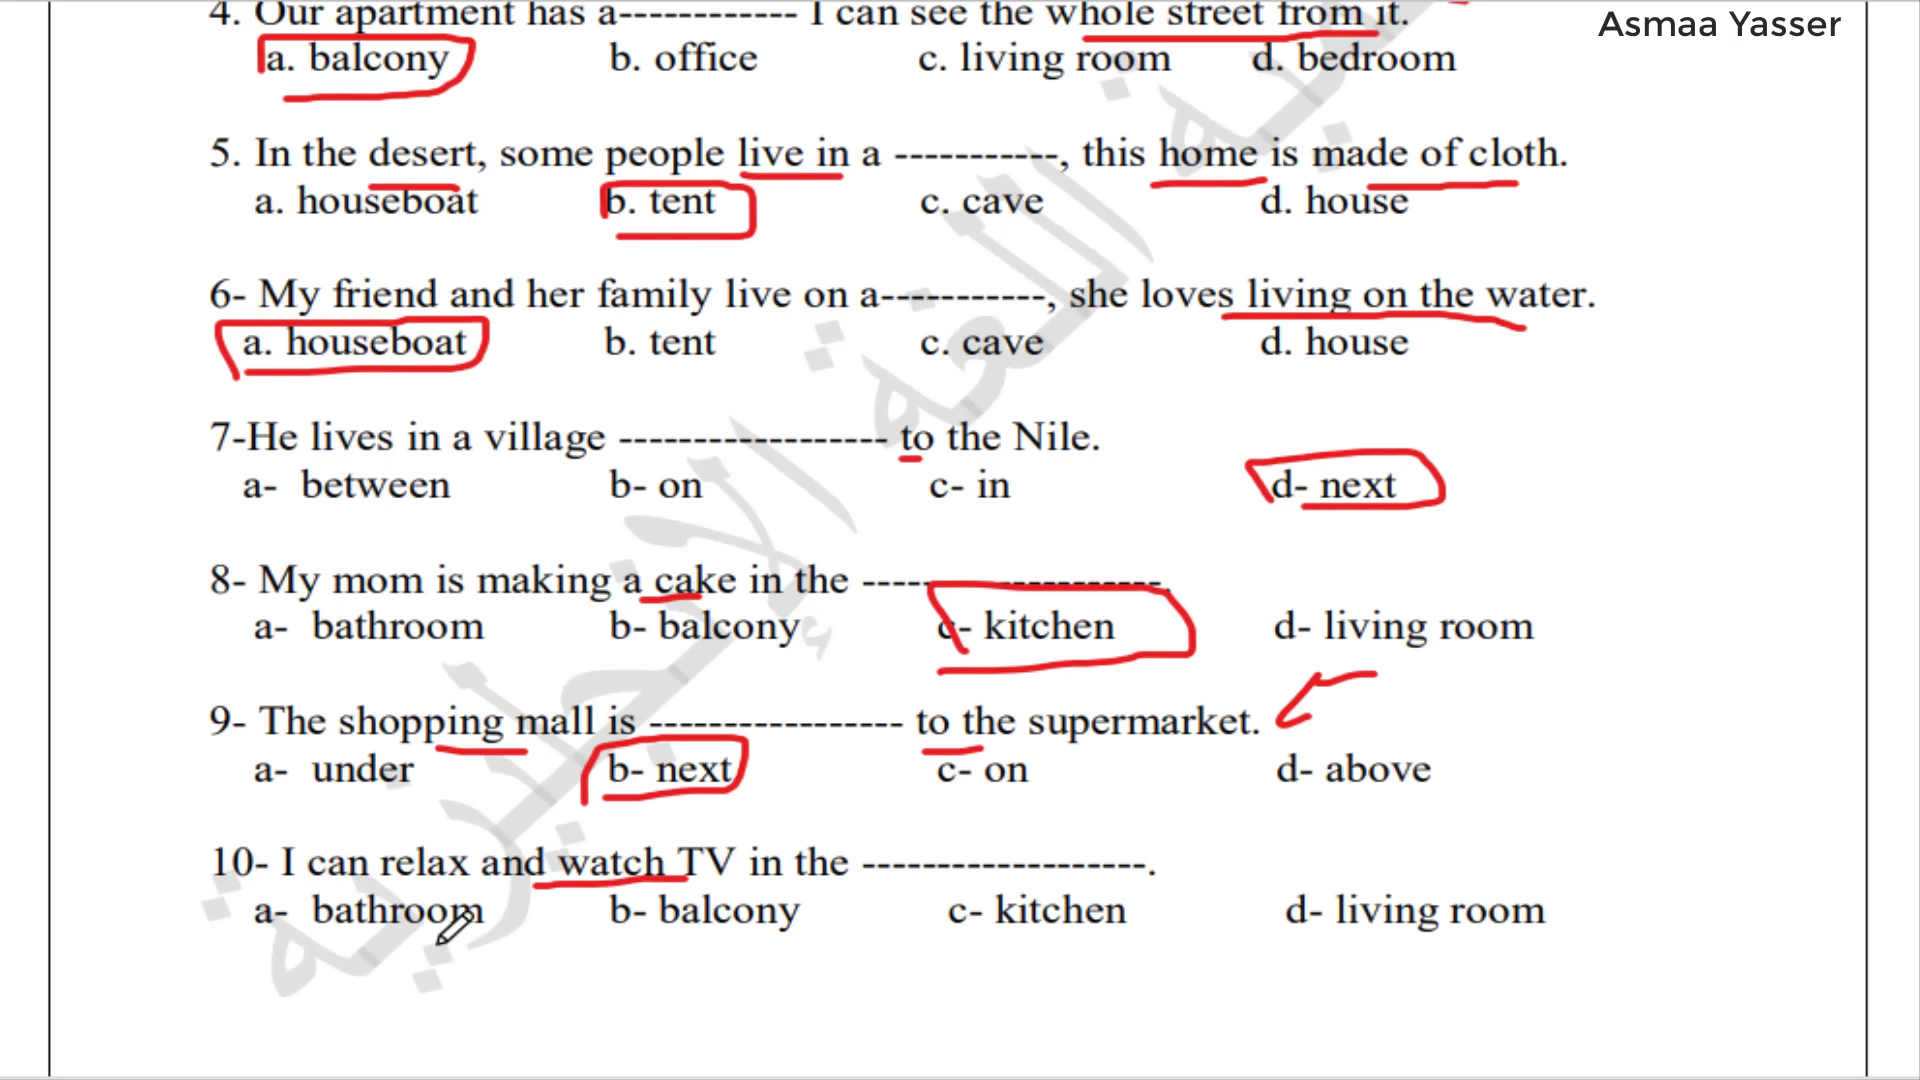 Asmaa Yasser
4. Our apartment has a------------ I can see the whole street from it.
a. balcony b. office c. living room d. bedroom
5. In the desert, some people live in a -----------, this home is made of cloth.
a. houseboat b. tent c. cave d. house
6- My friend and her family live on a-----------, she loves living on the water.
a. houseboat b. tent c. cave d. house
7-He lives in a village ------------------ to the Nile.
a- between b- on c- in d- next
8- My mom is making a cake in the --------------------.
a- bathroom b- balcony c- kitchen d- living room
9- The shopping mall is ----------------- to the supermarket.
a- under b- next c- on d- above
10- I can relax and watch TV in the -------------------.
a- bathroom b- balcony c- kitchen d- living room
اللغة الإنجليزية